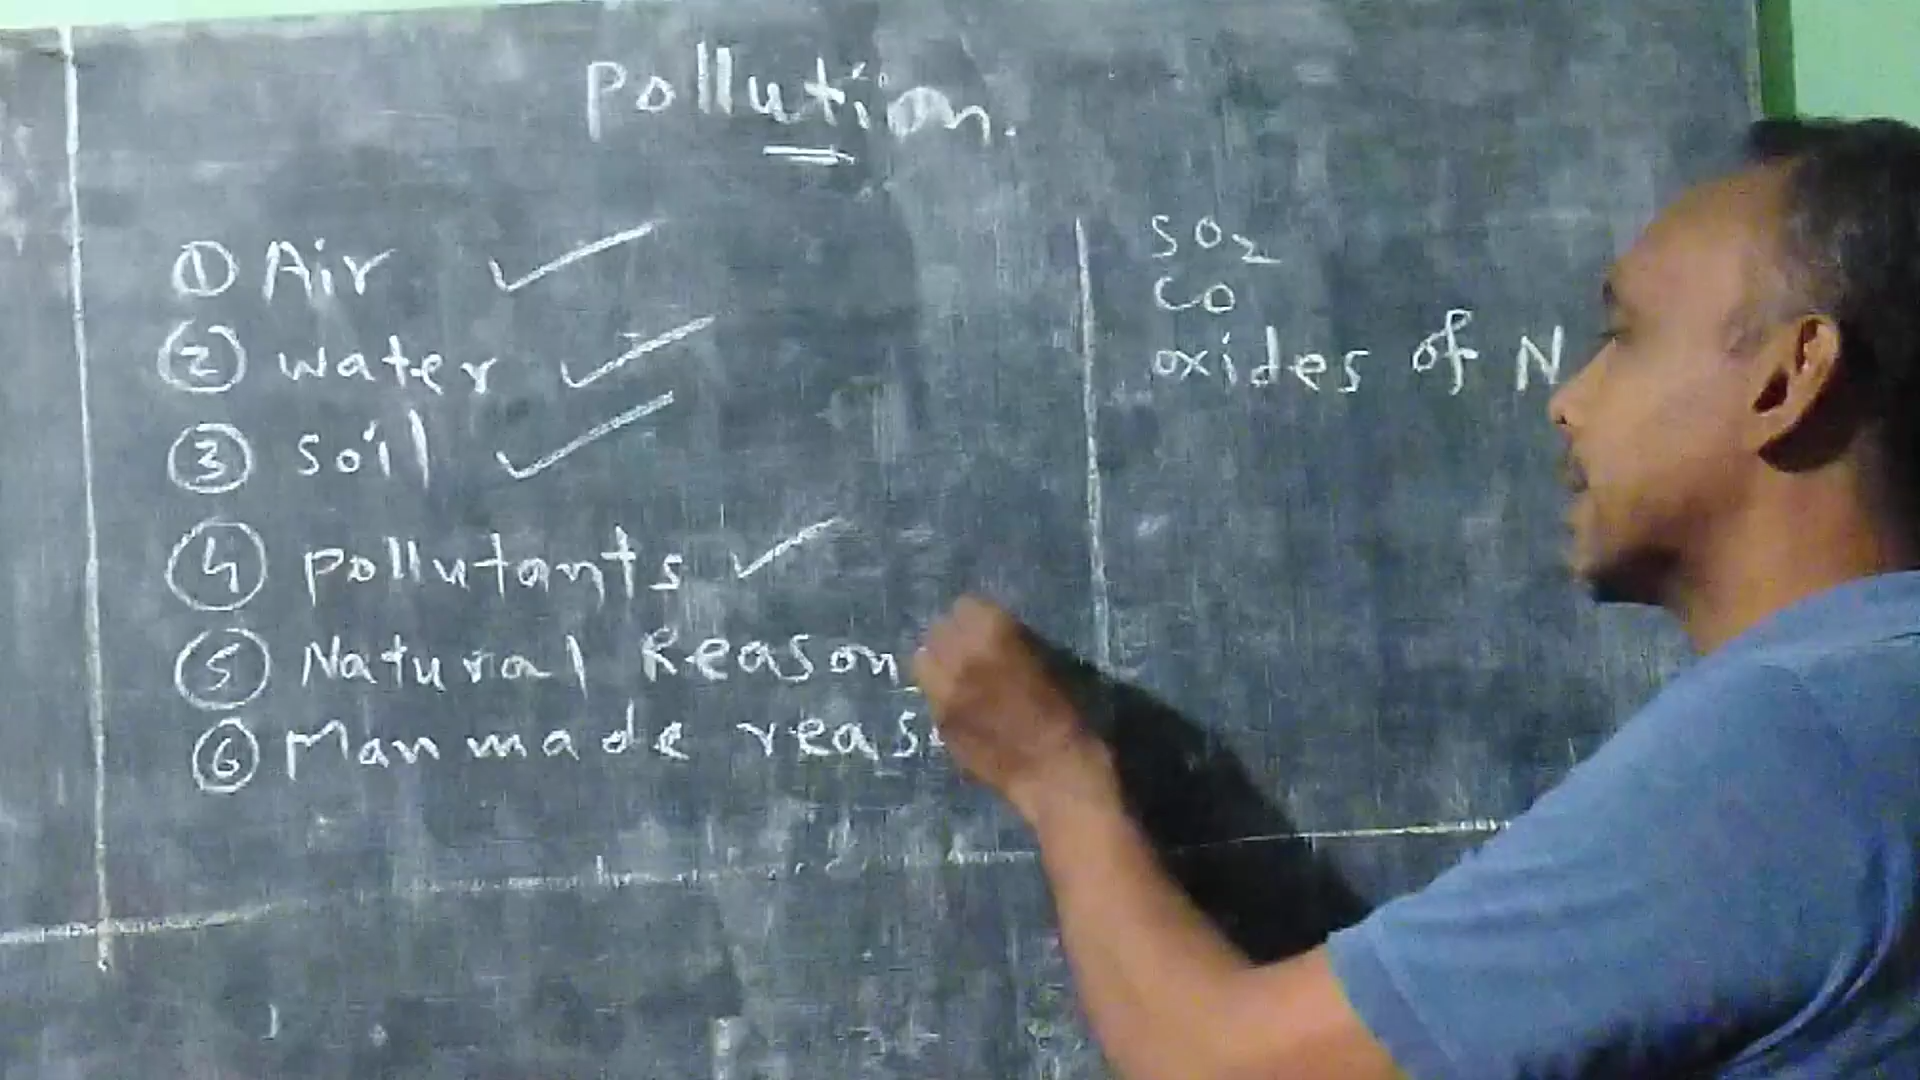 Pollution.
① Air
② water
③ soil
④ pollutants
⑤ Natural Reason
⑥ Man made reas
SO2
CO
oxides of N